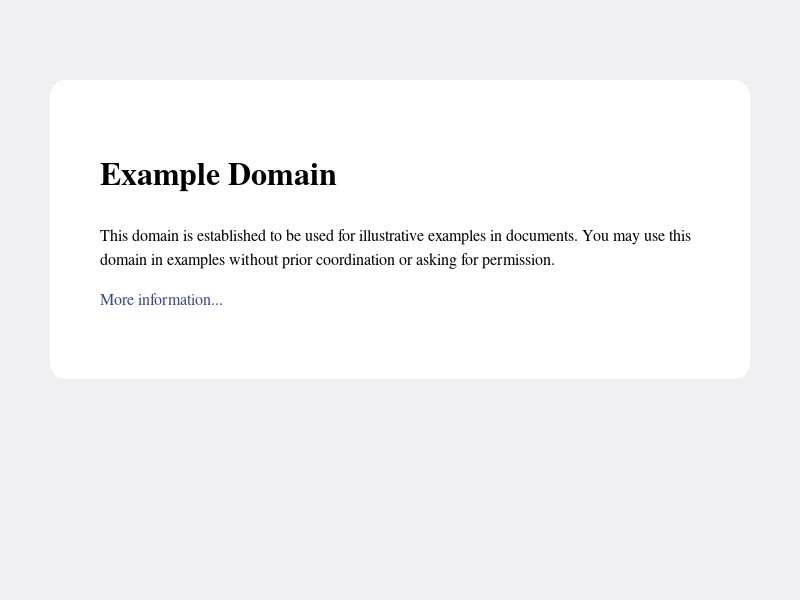 Example Domain
This domain is established to be used for illustrative examples in documents. You may use this
domain in examples without prior coordination or asking for permission.
More information...